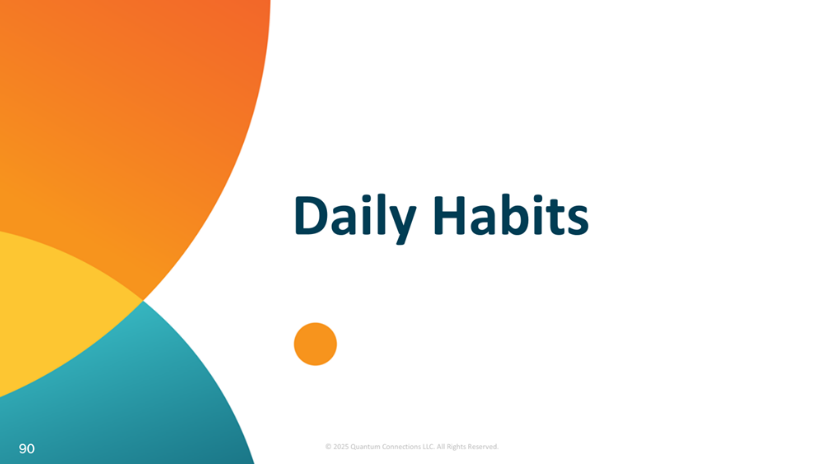 Daily Habits
90
© 2025 Quantum Connections LLC. All Rights Reserved.